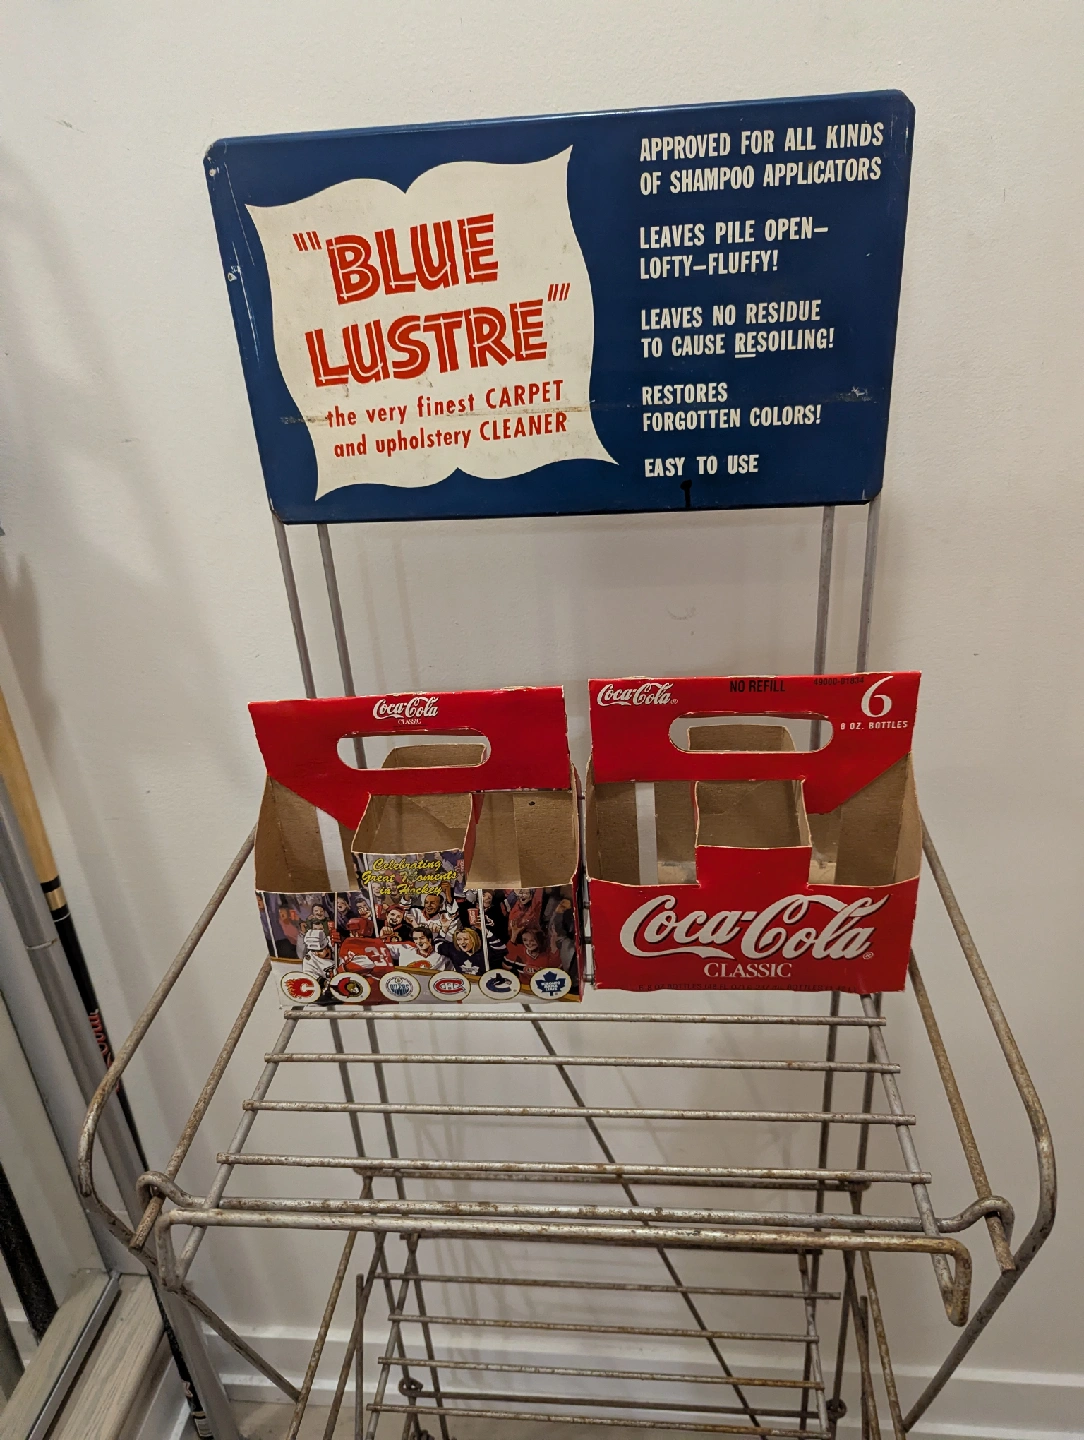 ""BLUE
LUSTRE""
the very finest CARPET
and upholstery CLEANER
APPROVED FOR ALL KINDS
OF SHAMPOO APPLICATORS
LEAVES PILE OPEN—
LOFTY—FLUFFY!
LEAVES NO RESIDUE
TO CAUSE RESOILING!
RESTORES
FORGOTTEN COLORS!
EASY TO USE
Coca-Cola
CLASSIC
Celebrating
Great Moments
in Hockey
Coca-Cola®
NO REFILL
6
8 OZ. BOTTLES
Coca-Cola®
CLASSIC